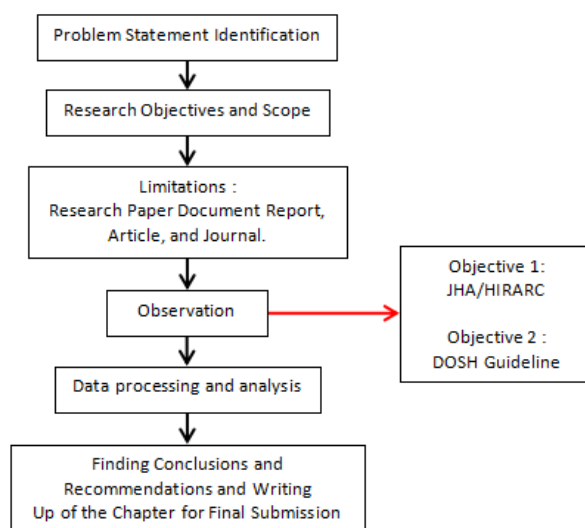 Problem Statement Identification
Research Objectives and Scope
Limitations :
Research Paper Document Report,
Article, and Journal.
Observation
Objective 1:
JHA/HIRARC
Objective 2 :
DOSH Guideline
Data processing and analysis
Finding Conclusions and
Recommendations and Writing
Up of the Chapter for Final Submission